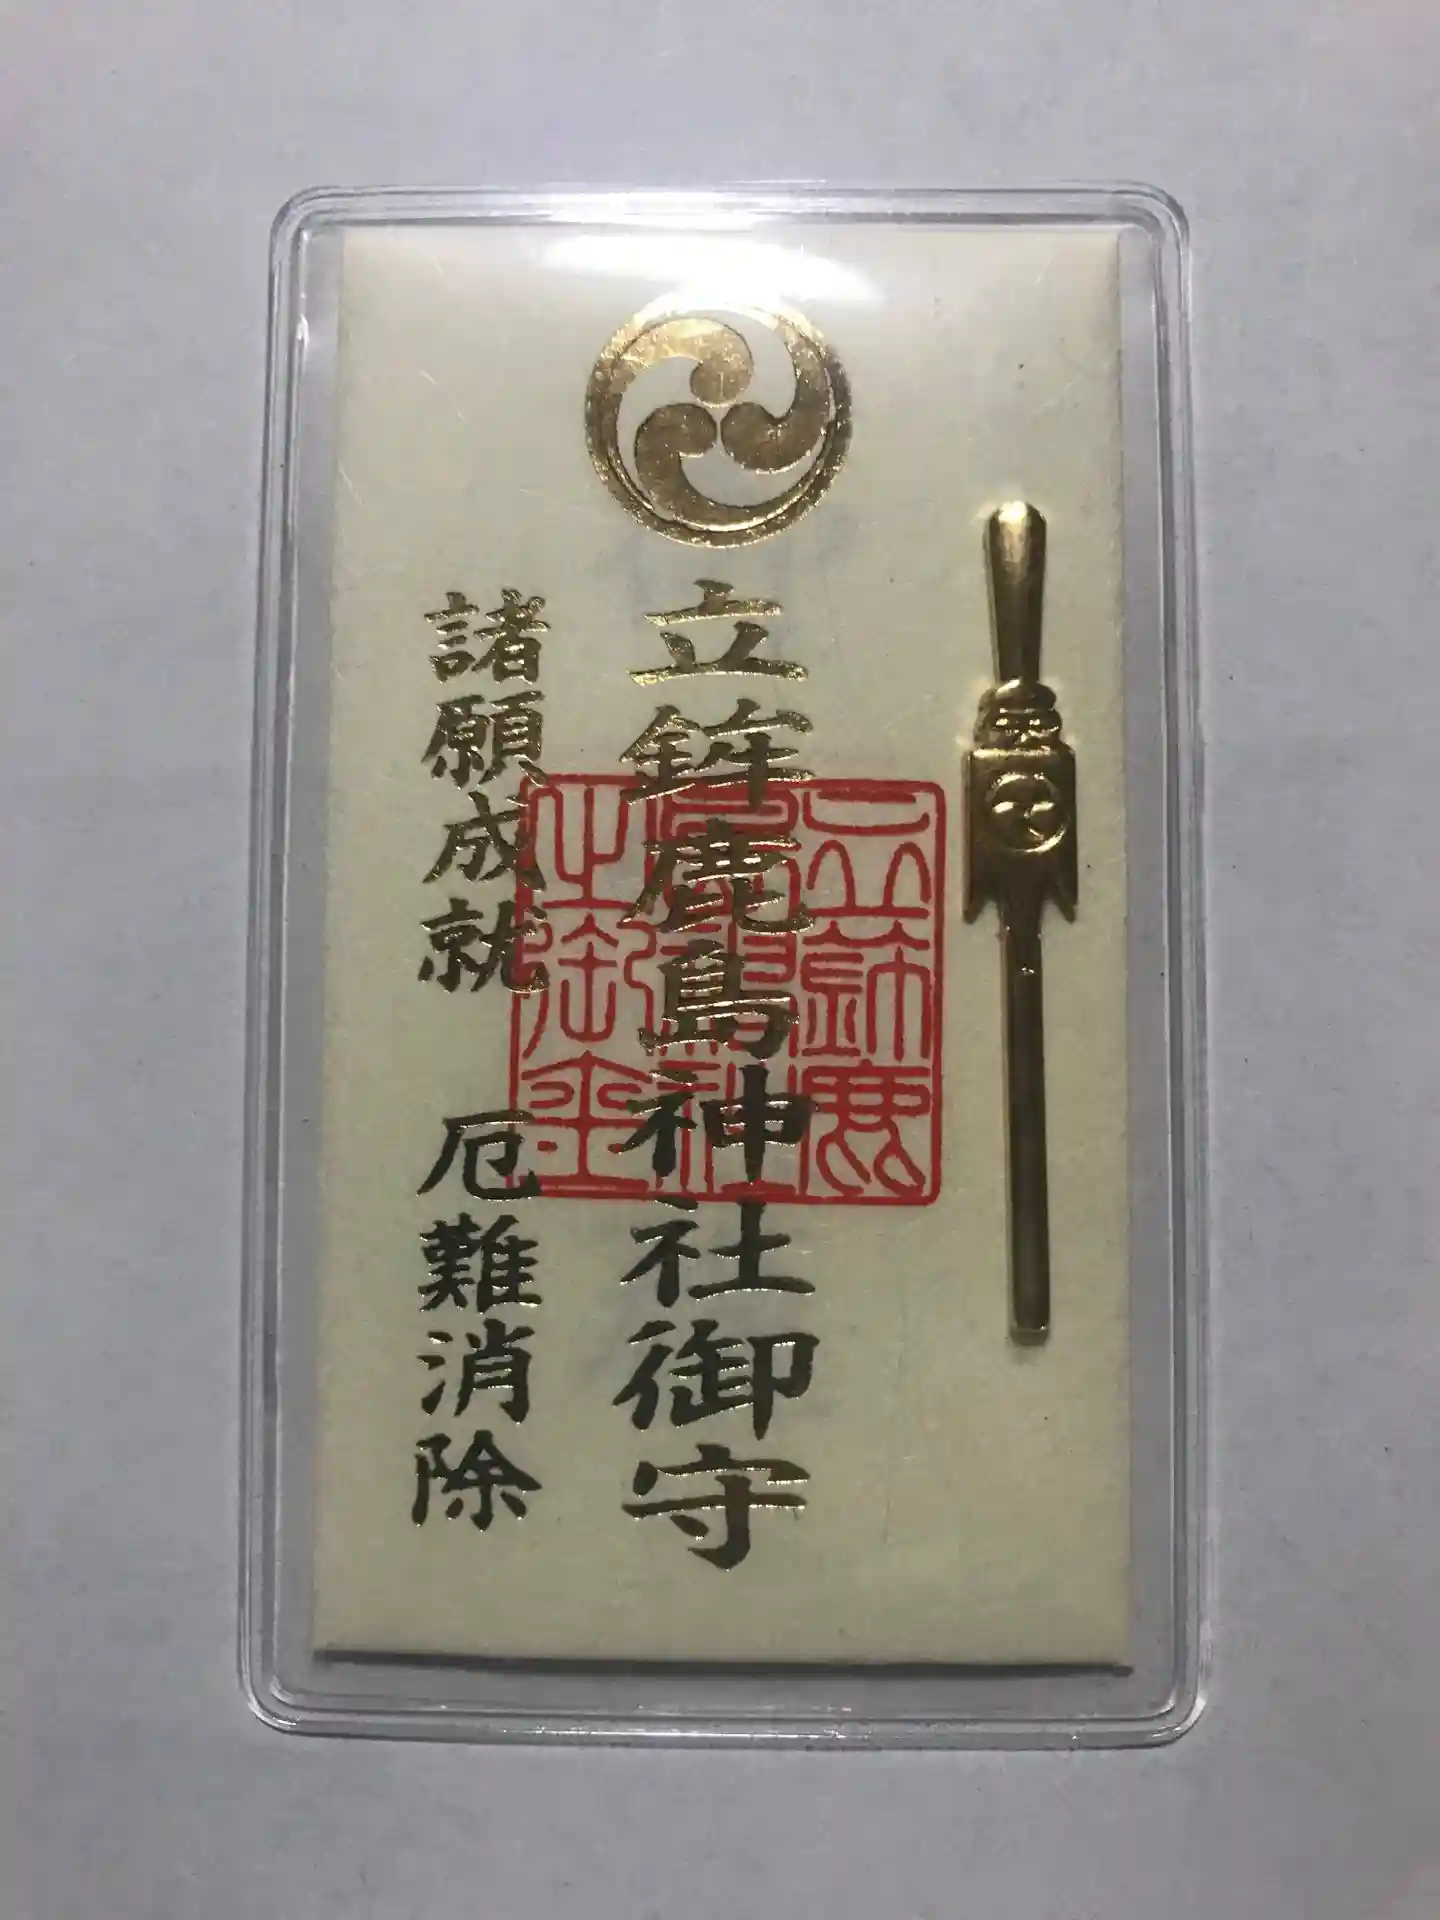 立鉾鹿島神社御守
諸願成就 厄難消除